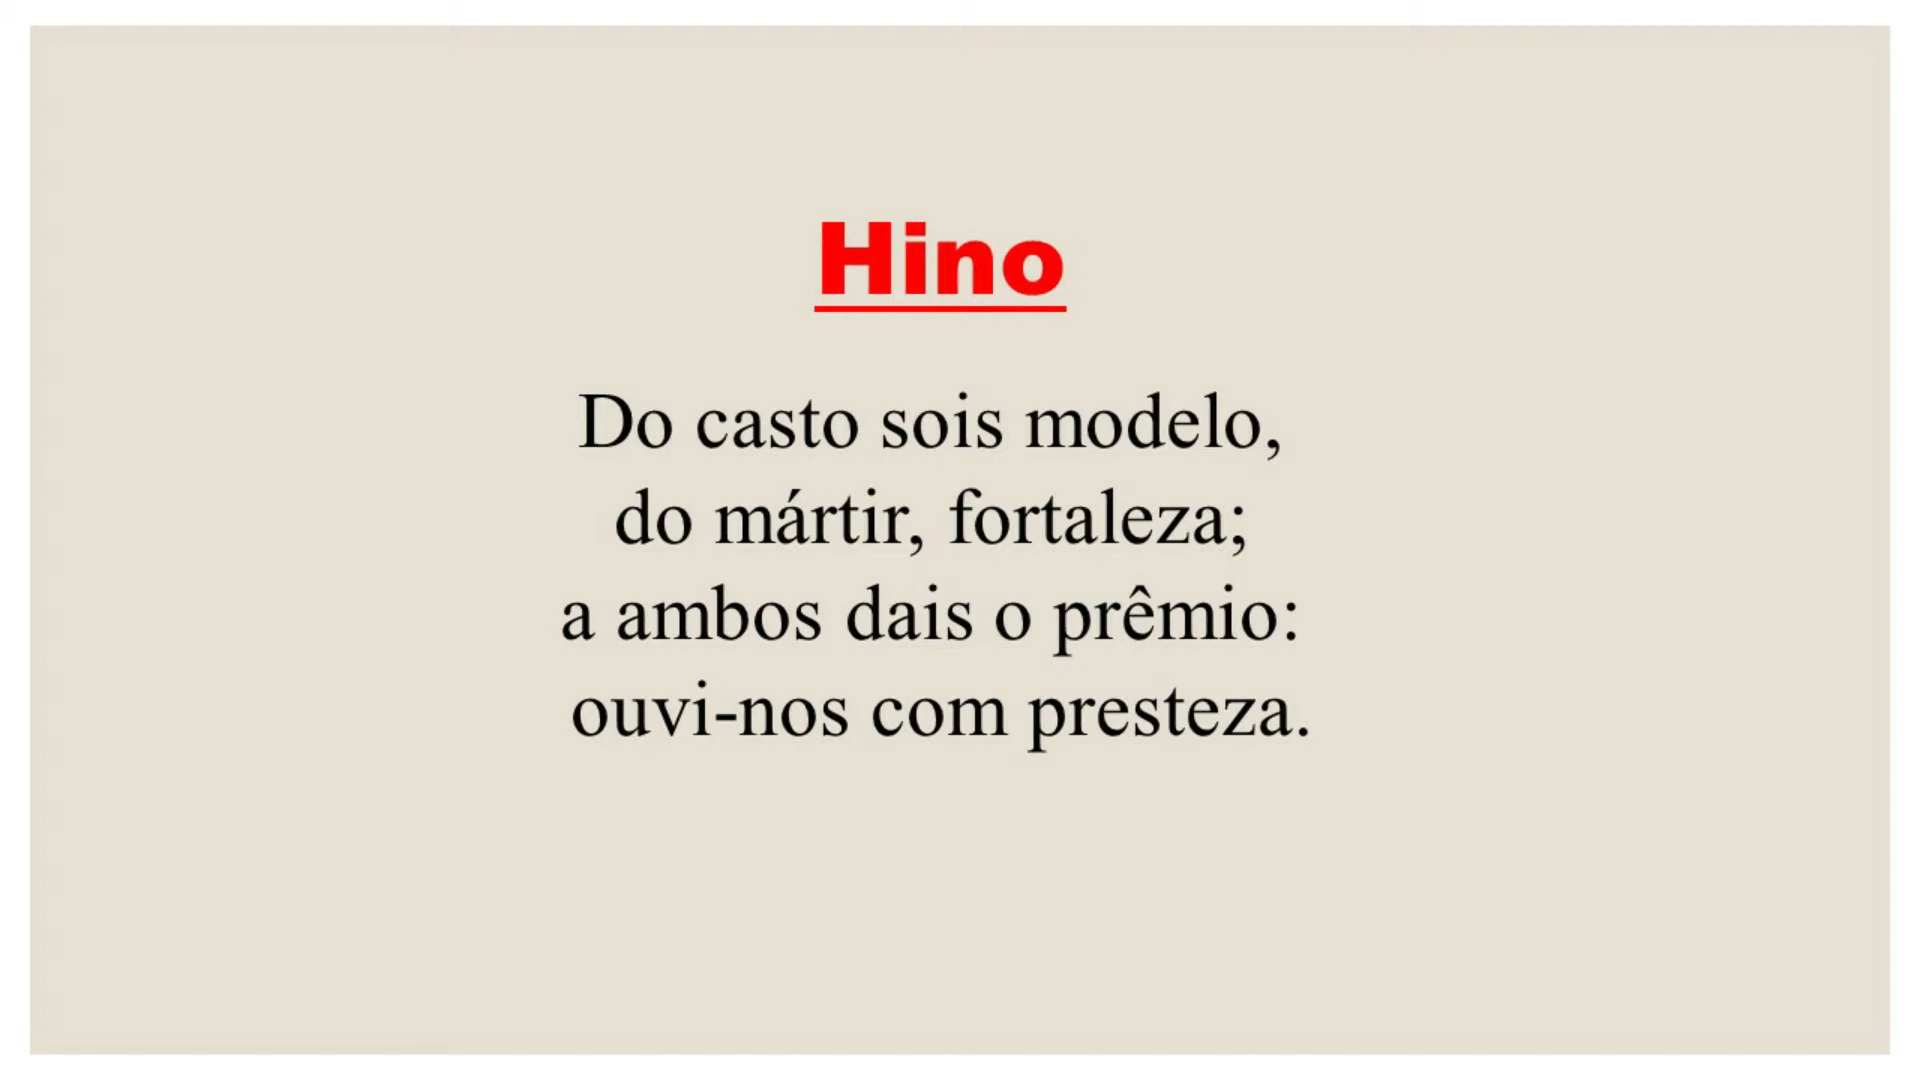 Hino
Do casto sois modelo,
do mártir, fortaleza;
a ambos dais o prêmio:
ouvi-nos com presteza.